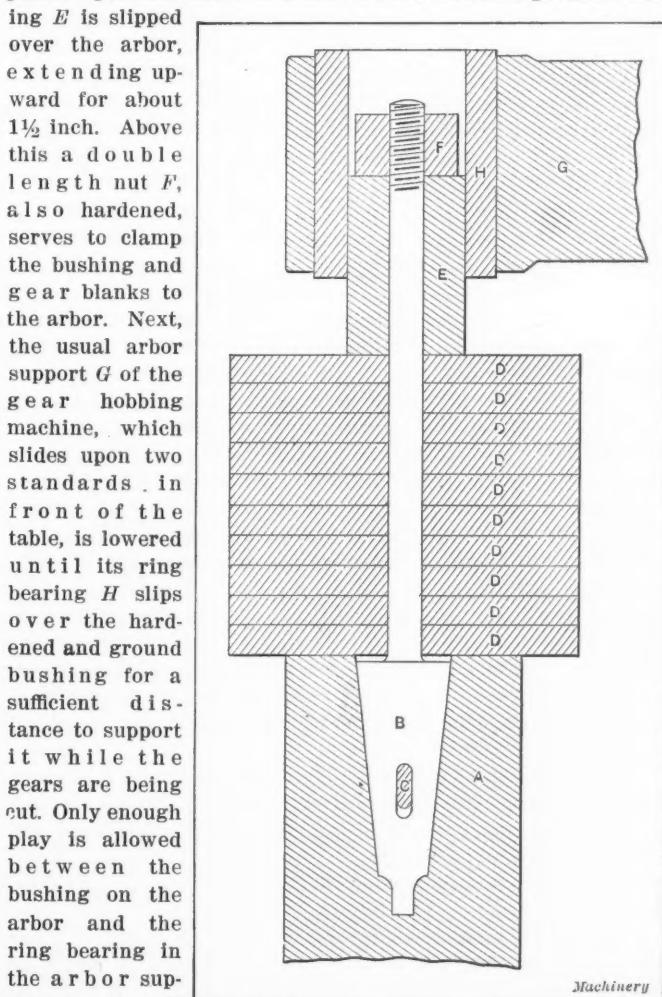 ing E is slipped
over the arbor,
extending up-
ward for about
1½ inch. Above
this a double
length nut F,
also hardened,
serves to clamp
the bushing and
gear blanks to
the arbor. Next,
the usual arbor
support G of the
gear hobbing
machine, which
slides upon two
standards in
front of the
table, is lowered
until its ring
bearing H slips
over the hard-
ened and ground
bushing for a
sufficient dis-
tance to support
it while the
gears are being
cut. Only enough
play is allowed
between the
bushing on the
arbor and the
ring bearing in
the arbor sup-
F
H
G
E
D
D
D
D
D
D
D
D
D
D
B
A
C
Machinery